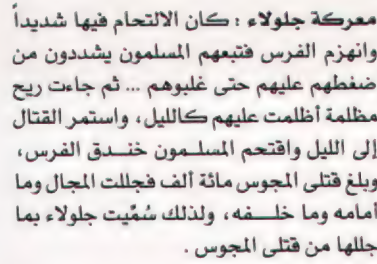 معركة جلولاء : كان الالتحام فيها شديداً
وانهزم الفرس فتبعهم المسلمون يشددون من
ضغطهم عليهم حتى غلبوهم ... ثم جاءت ريح
مظلمة أظلمت عليهم كالليل، واستمر القتال
إلى الليل واقتحم المسلمون خندق الفرس،
وبلغ قتلى المجوس مائة ألف فجللت المجال وما
أمامه وما خلفه، ولذلك سُمِّيت جلولاء بما
جللها من قتلى المجوس .